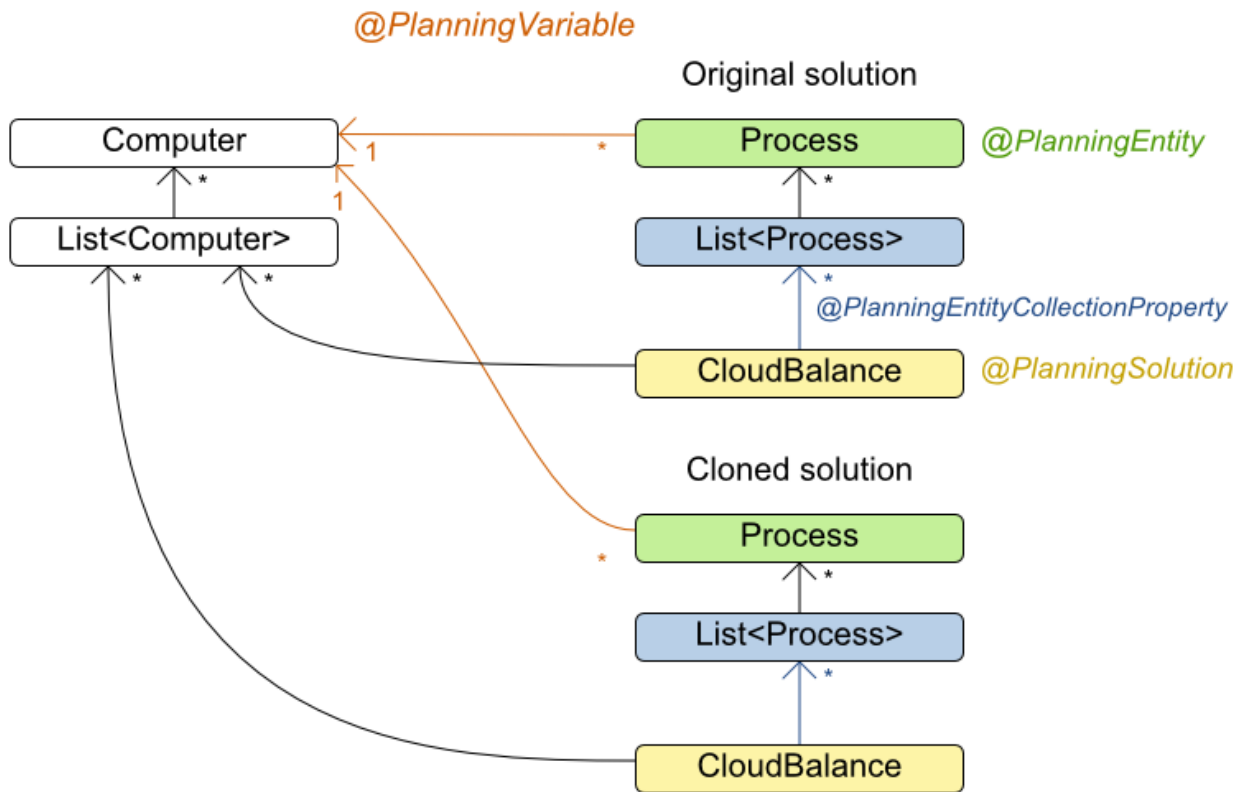 @PlanningVariable
Original solution
Computer
1
*
Process
@PlanningEntity
*
1
*
List<Computer>
List<Process>
*
*
*
@PlanningEntityCollectionProperty
CloudBalance
@PlanningSolution
Cloned solution
Process
*
*
List<Process>
*
CloudBalance